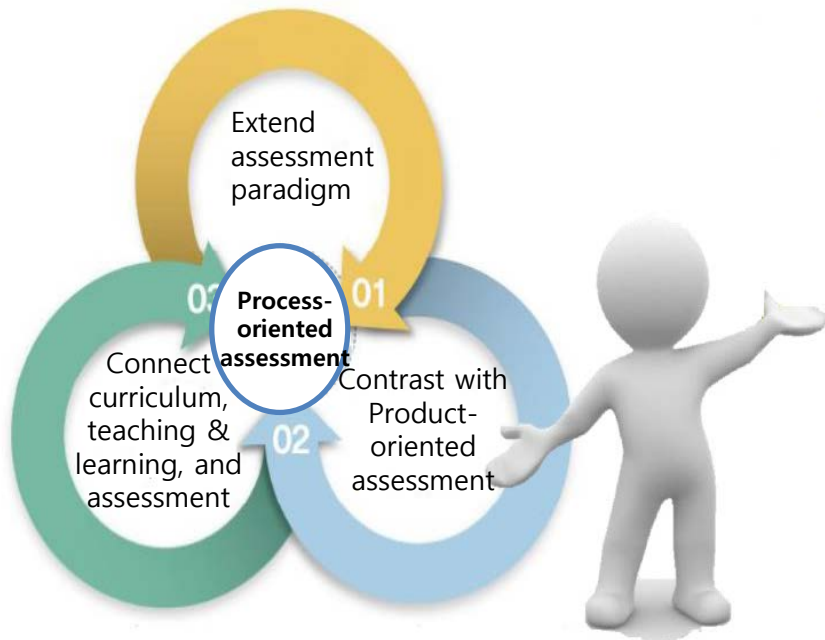 Extend
assessment
paradigm
03
01
Process-
oriented
assessment
Connect
curriculum,
teaching &
learning, and
assessment
Contrast with
Product-
oriented
assessment
02